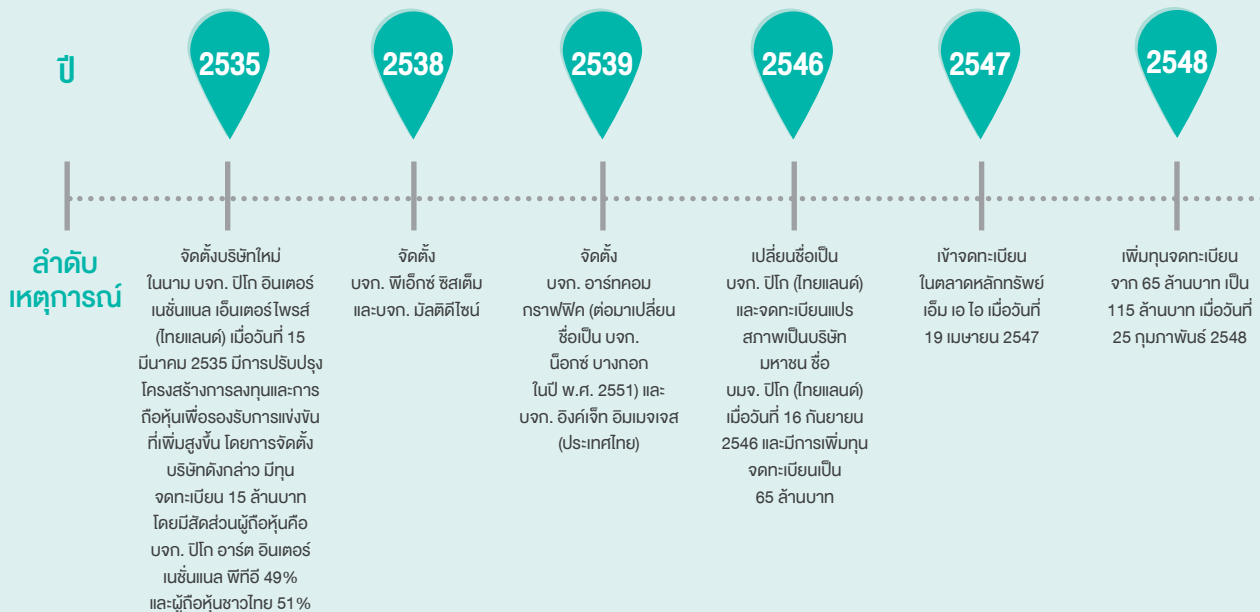 ปี
2535
2538
2539
2546
2547
2548
ลำดับ
เหตุการณ์
จัดตั้งบริษัทใหม่
ในนาม บจก. ปิโก อินเตอร์
เนชั่นแนล เอ็นเตอร์ไพรส์
(ไทยแลนด์) เมื่อวันที่ 15
มีนาคม 2535 มีการปรับปรุง
โครงสร้างการลงทุนและการ
ถือหุ้นเพื่อรองรับการแข่งขัน
ที่เพิ่มสูงขึ้น โดยการจัดตั้ง
บริษัทดังกล่าว มีทุน
จดทะเบียน 15 ล้านบาท
โดยมีสัดส่วนผู้ถือหุ้นคือ
บจก. ปิโก อาร์ต อินเตอร์
เนชั่นแนล พีทีอี 49%
และผู้ถือหุ้นชาวไทย 51%
จัดตั้ง
บจก. พีเอ็กซ์ ซิสเต็ม
และบจก. มัลติดีไซน์
จัดตั้ง
บจก. อาร์ทคอม
กราฟฟิค (ต่อมาเปลี่ยน
ชื่อเป็น บจก.
น็อกซ์ บางกอก
ในปี พ.ศ. 2551) และ
บจก. อิงค์เจ็ท อิมเมจเจส
(ประเทศไทย)
เปลี่ยนชื่อเป็น
บจก. ปิโก (ไทยแลนด์)
และจดทะเบียนแปร
สภาพเป็นบริษัท
มหาชน ชื่อ
บมจ. ปิโก (ไทยแลนด์)
เมื่อวันที่ 16 กันยายน
2546 และมีการเพิ่มทุน
จดทะเบียนเป็น
65 ล้านบาท
เข้าจดทะเบียน
ในตลาดหลักทรัพย์
เอ็ม เอ ไอ เมื่อวันที่
19 เมษายน 2547
เพิ่มทุนจดทะเบียน
จาก 65 ล้านบาท เป็น
115 ล้านบาท เมื่อวันที่
25 กุมภาพันธ์ 2548